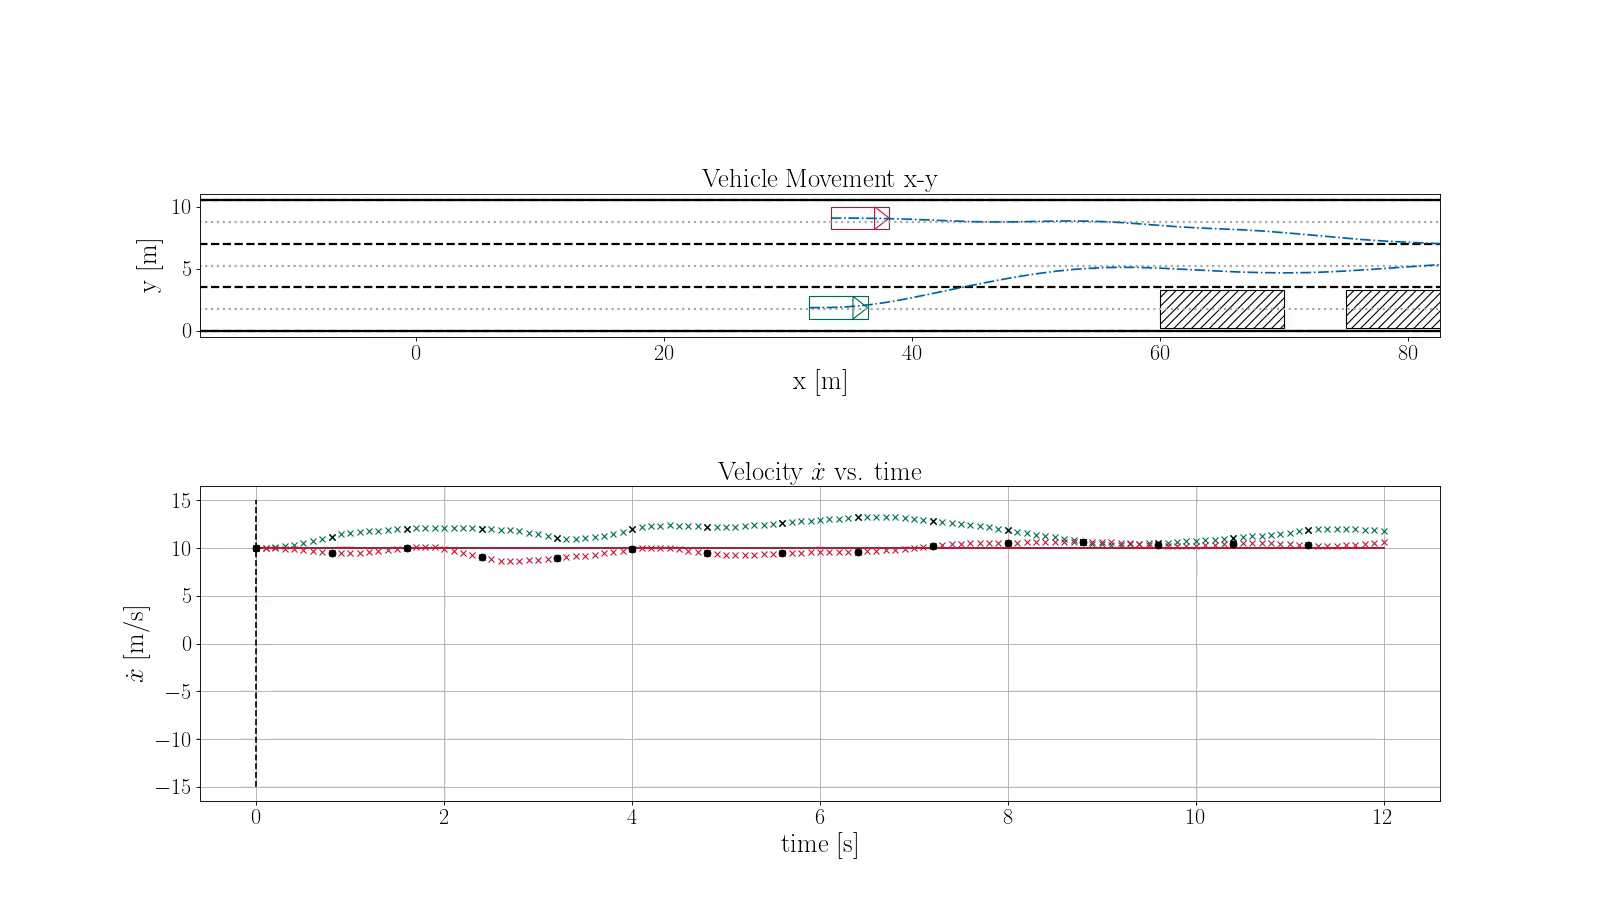 Vehicle Movement x-y
10
5
0
y [m]
0 20 40 60 80
x [m]
Velocity ẋ vs. time
15
10
5
0
−5
−10
−15
ẋ [m/s]
0 2 4 6 8 10 12
time [s]